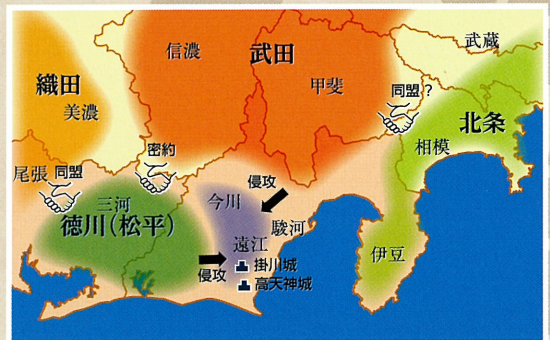 武蔵
信濃
武田
織田
甲斐
同盟？
美濃
北条
密約
相模
尾張
同盟
侵攻
三河
今川
徳川（松平）
駿河
遠江
伊豆
掛川城
侵攻
高天神城